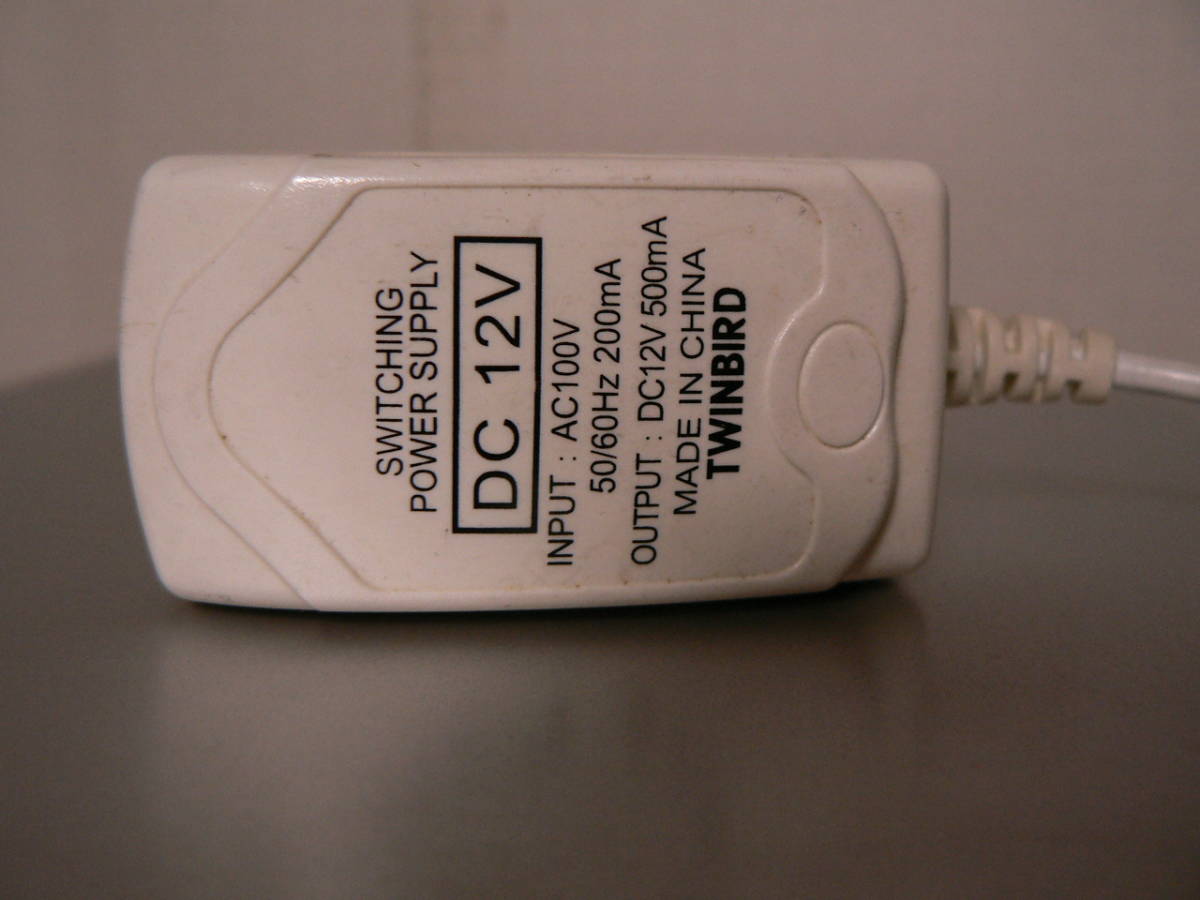 SWITCHING
POWER SUPPLY
DC 12V
INPUT : AC100V
50/60Hz 200mA
OUTPUT : DC12V 500mA
MADE IN CHINA
TWINBIRD